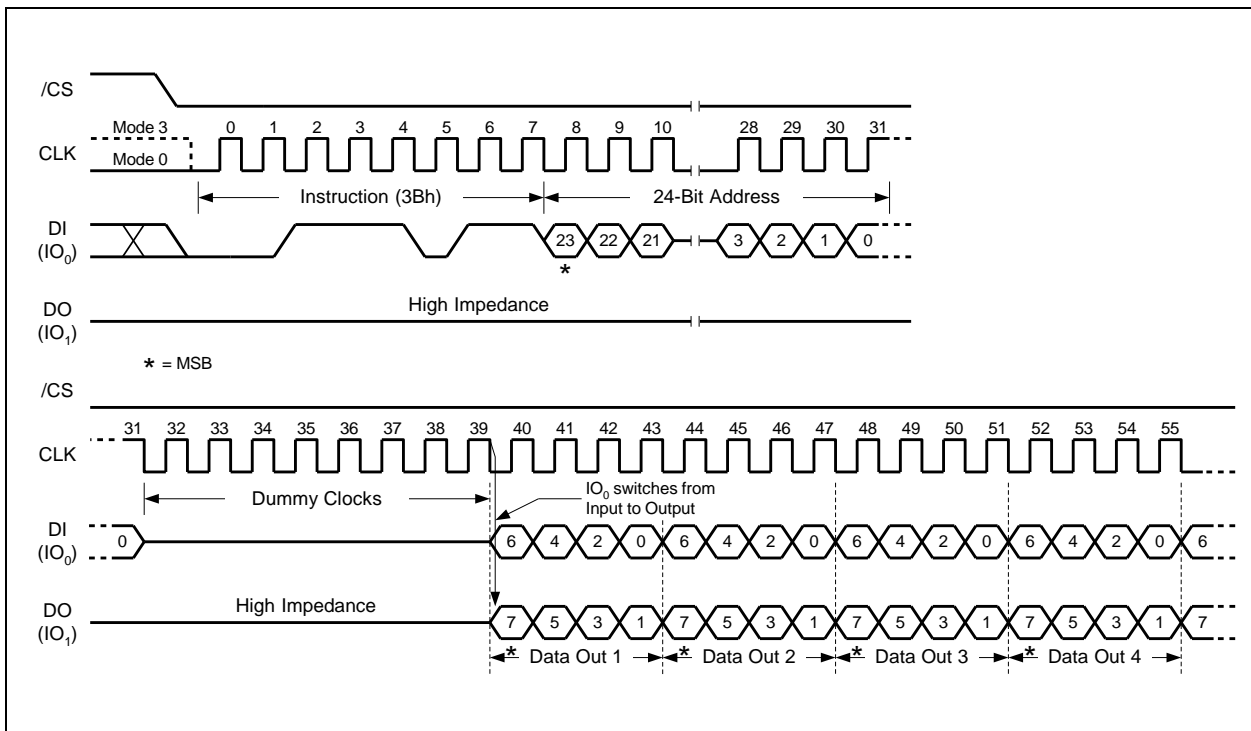 /CS
Mode 3 0 1 2 3 4 5 6 7 8 9 10 28 29 30 31
CLK
Mode 0
Instruction (3Bh) 24-Bit Address
DI
(IO0) 23 22 21 3 2 1 0
*
DO
(IO1)
High Impedance
* = MSB
/CS
31 32 33 34 35 36 37 38 39 40 41 42 43 44 45 46 47 48 49 50 51 52 53 54 55
CLK
Dummy Clocks
IO0 switches from
Input to Output
DI
(IO0)
0 6 4 2 0 6 4 2 0 6 4 2 0 6 4 2 0 6
DO
(IO1)
High Impedance
7 5 3 1 7 5 3 1 7 5 3 1 7 5 3 1 7
* Data Out 1 * Data Out 2 * Data Out 3 * Data Out 4